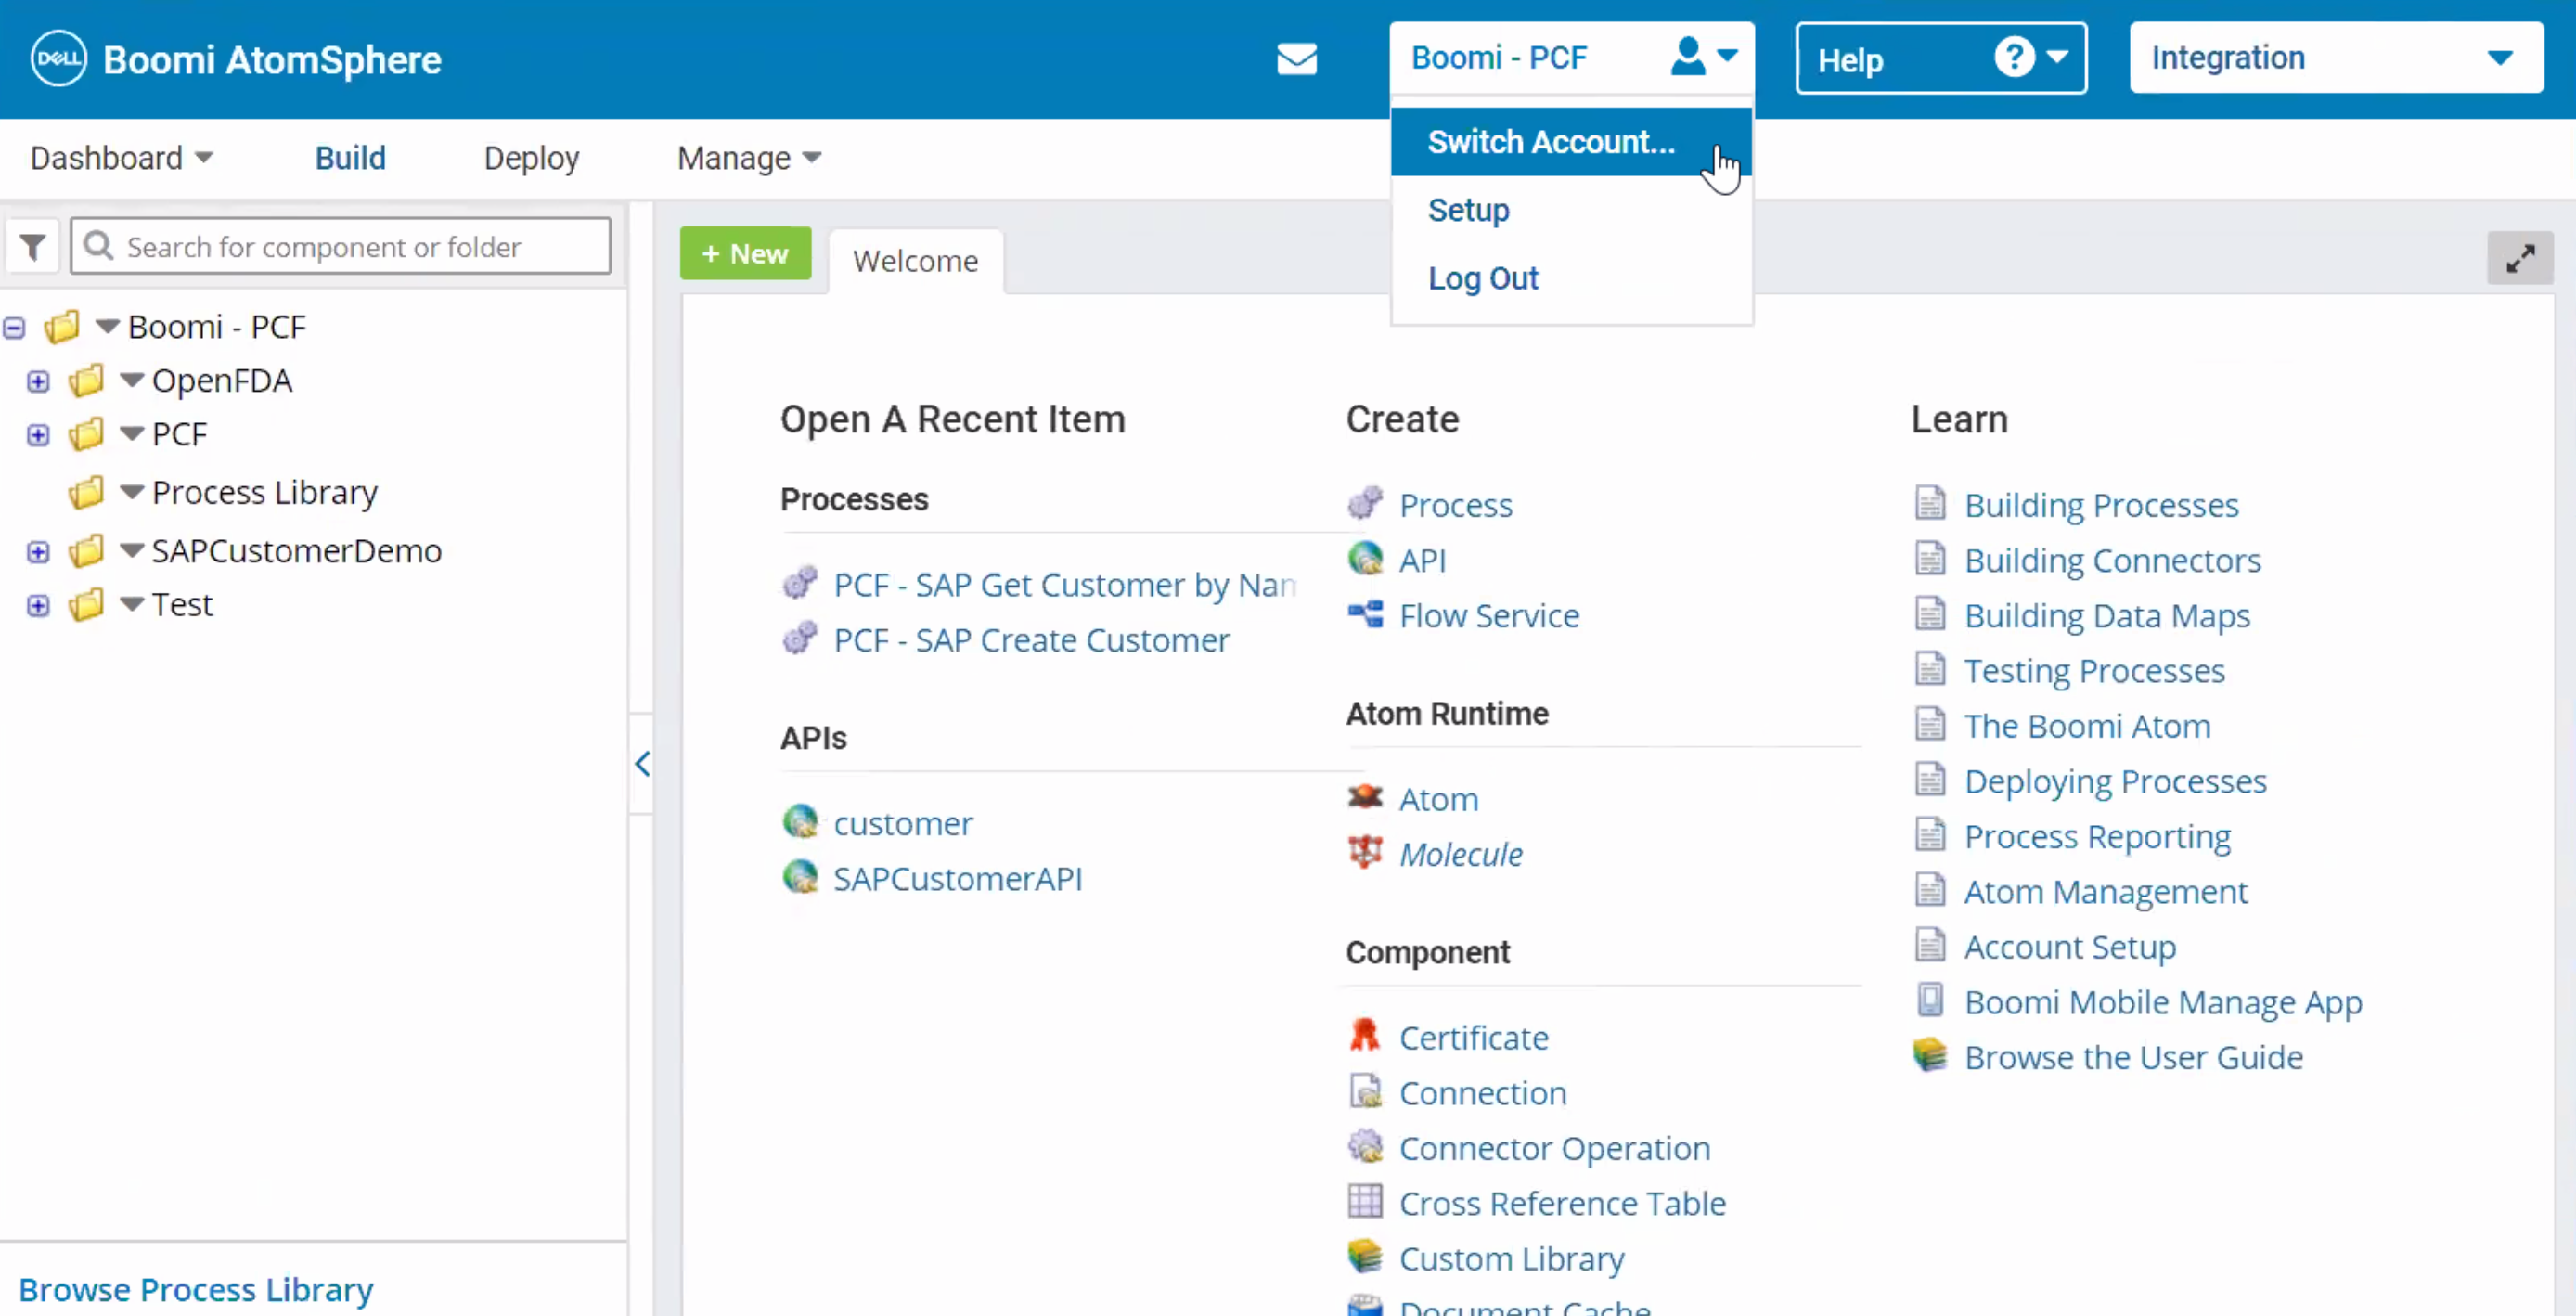 DELL Boomi AtomSphere
Boomi - PCF
Help ?
Integration
Switch Account...
Setup
Log Out
Dashboard
Build
Deploy
Manage
Search for component or folder
+ New
Welcome
Boomi - PCF
OpenFDA
PCF
Process Library
SAPCustomerDemo
Test
Browse Process Library
Open A Recent Item
Processes
PCF - SAP Get Customer by
PCF - SAP Create Customer
APIs
customer
SAPCustomerAPI
Create
Process
API
Flow Service
Atom Runtime
Atom
Molecule
Component
Certificate
Connection
Connector Operation
Cross Reference Table
Custom Library
Document Cache
Learn
Building Processes
Building Connectors
Building Data Maps
Testing Processes
The Boomi Atom
Deploying Processes
Process Reporting
Atom Management
Account Setup
Boomi Mobile Manage App
Browse the User Guide